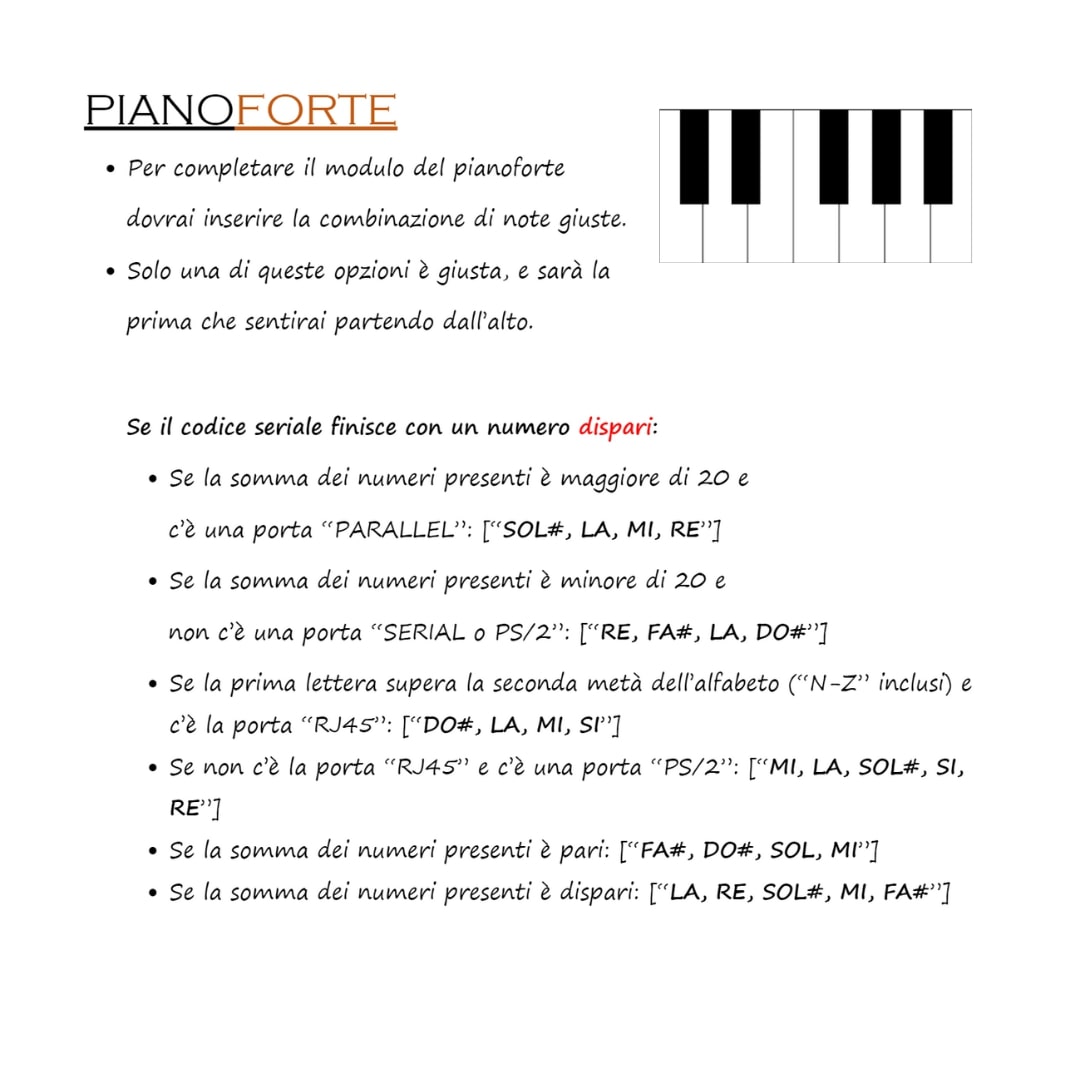 PIANOFORTE
• Per completare il modulo del pianoforte
dovrai inserire la combinazione di note giuste.
• Solo una di queste opzioni è giusta, e sarà la
prima che sentirai partendo dall'alto.
Se il codice seriale finisce con un numero dispari:
• Se la somma dei numeri presenti è maggiore di 20 e
c'è una porta “PARALLEL”: [“SOL#, LA, MI, RE”]
• Se la somma dei numeri presenti è minore di 20 e
non c'è una porta “SERIAL o PS/2”: [“RE, FA#, LA, DO#”]
• Se la prima lettera supera la seconda metà dell'alfabeto (“N-Z” inclusi) e
c'è la porta “RJ45”: [“DO#, LA, MI, SI”]
• Se non c'è la porta “RJ45” e c'è una porta “PS/2”: [“MI, LA, SOL#, SI,
RE”]
• Se la somma dei numeri presenti è pari: [“FA#, DO#, SOL, MI”]
• Se la somma dei numeri presenti è dispari: [“LA, RE, SOL#, MI, FA#”]